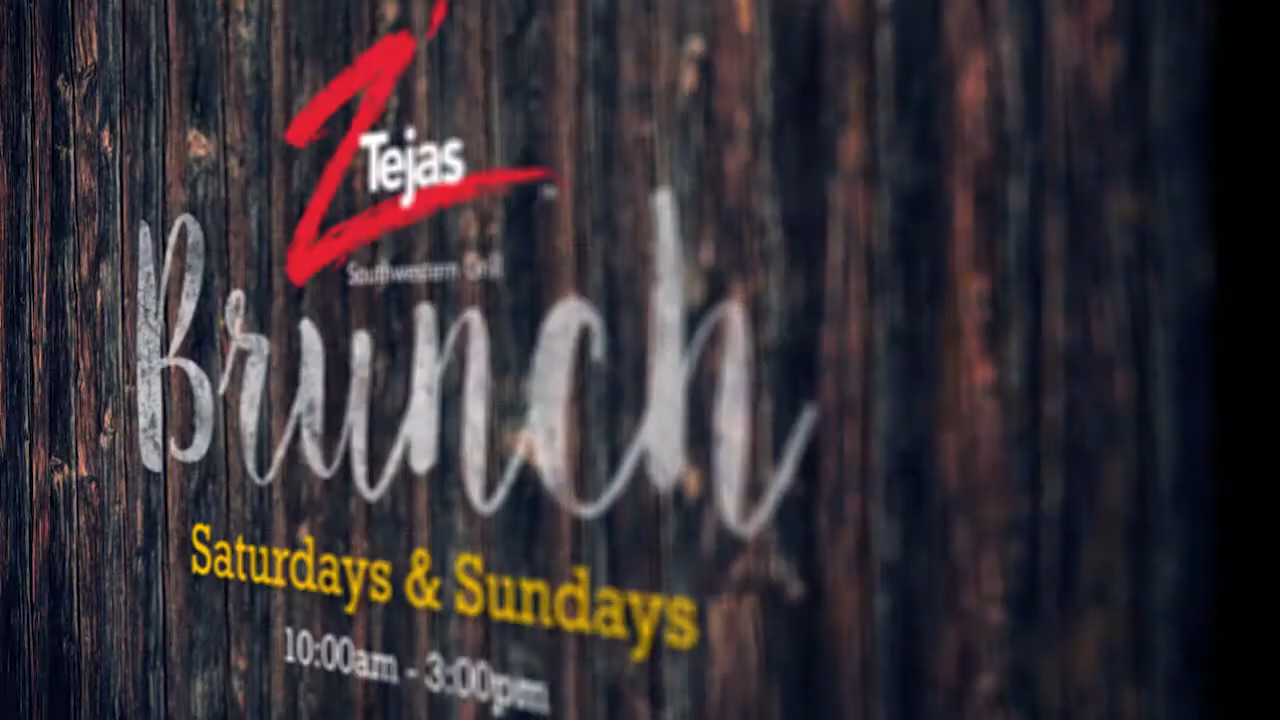 Z'Tejas
Southwestern Grill
Brunch
Saturdays & Sundays
10:00am - 3:00pm